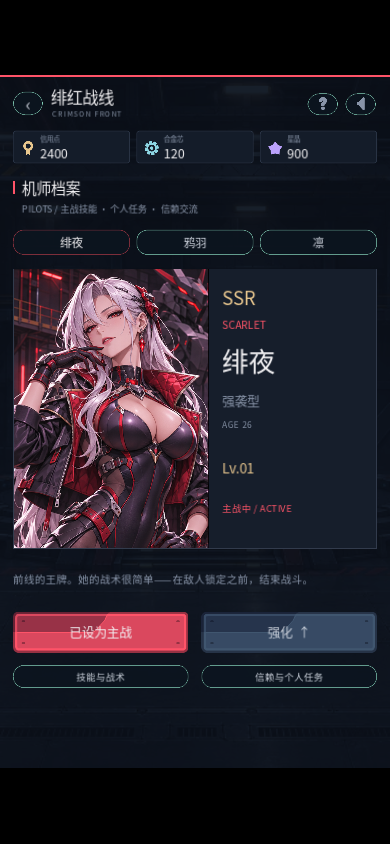 绯红战线
CRIMSON FRONT
?
信用点
2400
合金芯
120
星晶
900
机师档案
PILOTS / 主战技能 · 个人任务 · 信赖交流
绯夜
鸦羽
凛
SSR
SCARLET
绯夜
强袭型
AGE 26
Lv.01
主战中 / ACTIVE
前线的王牌。她的战术很简单——在敌人锁定之前，结束战斗。
已设为主战
强化 ↑
技能与战术
信赖与个人任务